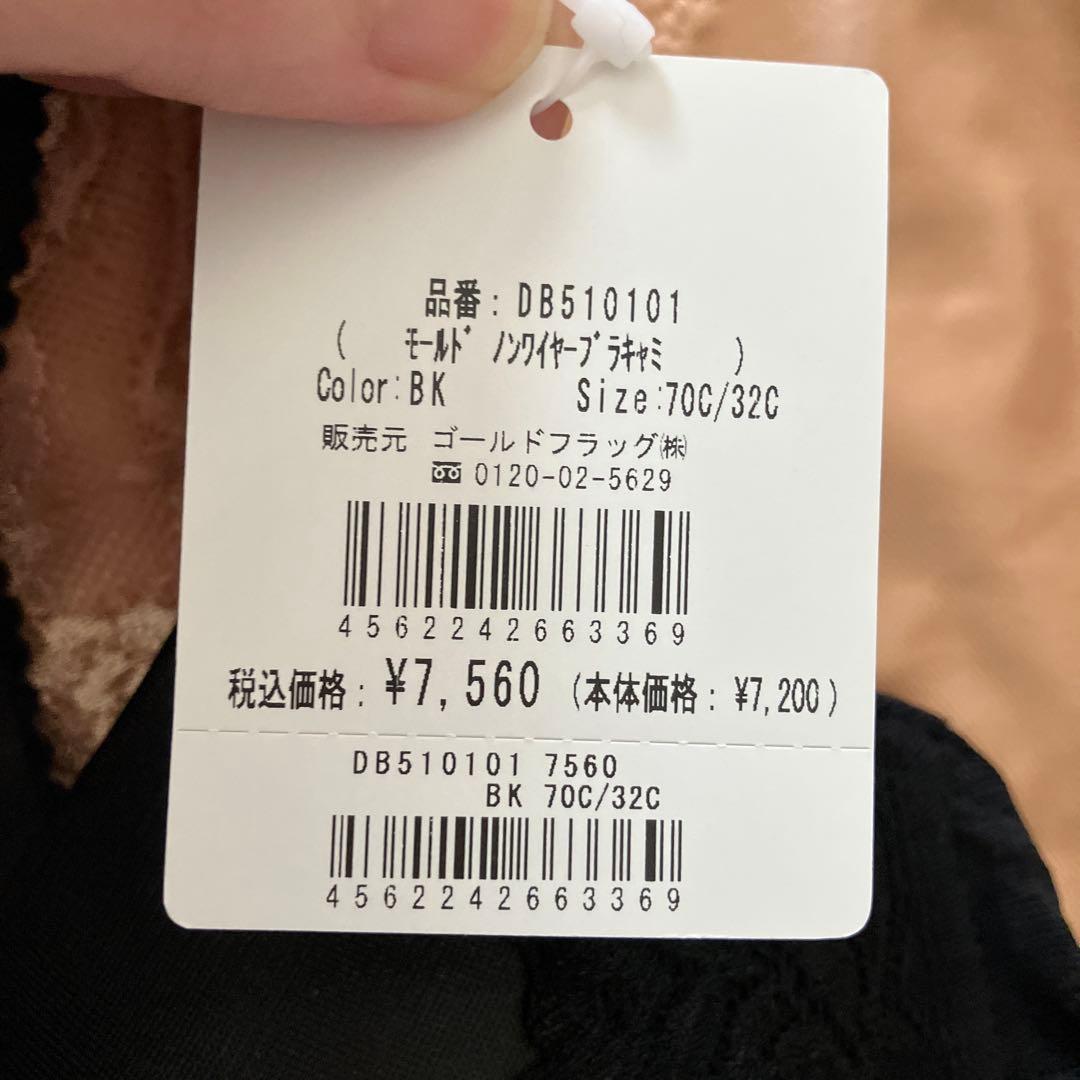 品番: DB510101
( ﾓｰﾙﾄﾞ ﾉﾝﾜｲﾔｰﾌﾞﾗｷｬﾐ )
Color:BK Size:70C/32C
販売元 ゴールドフラッグ㈱
0120-02-5629
4562242663369
税込価格: ¥7,560 (本体価格: ¥7,200)
DB510101 7560
BK 70C/32C
4562242663369